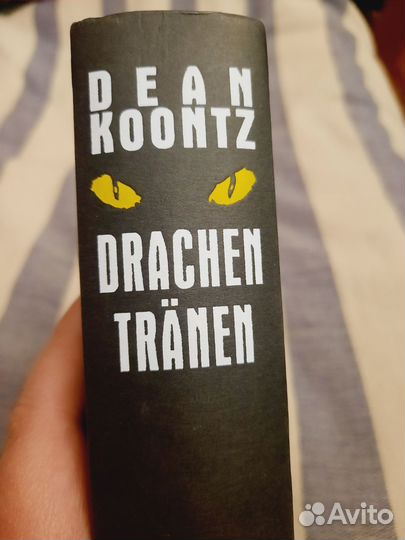 DEAN
KOONTZ
DRACHEN
TRÄNEN
Avito